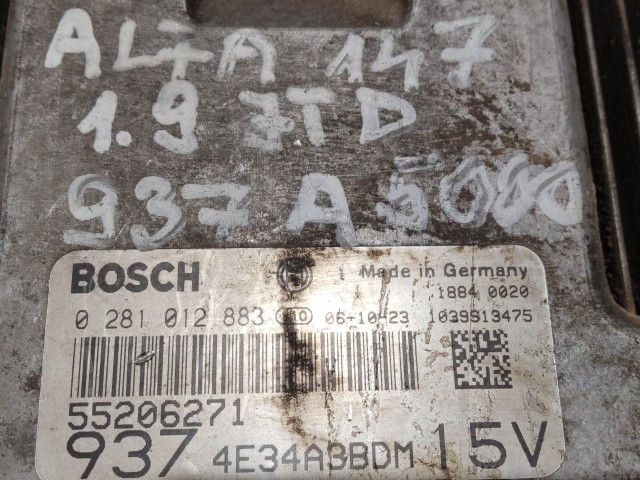 ALFA 147
1.9 JTD
937 A 5000
BOSCH Made in Germany
1884 0020
0 281 012 883 06-10-23 1039S13475
55206271
937 4E34A3BDM 15V